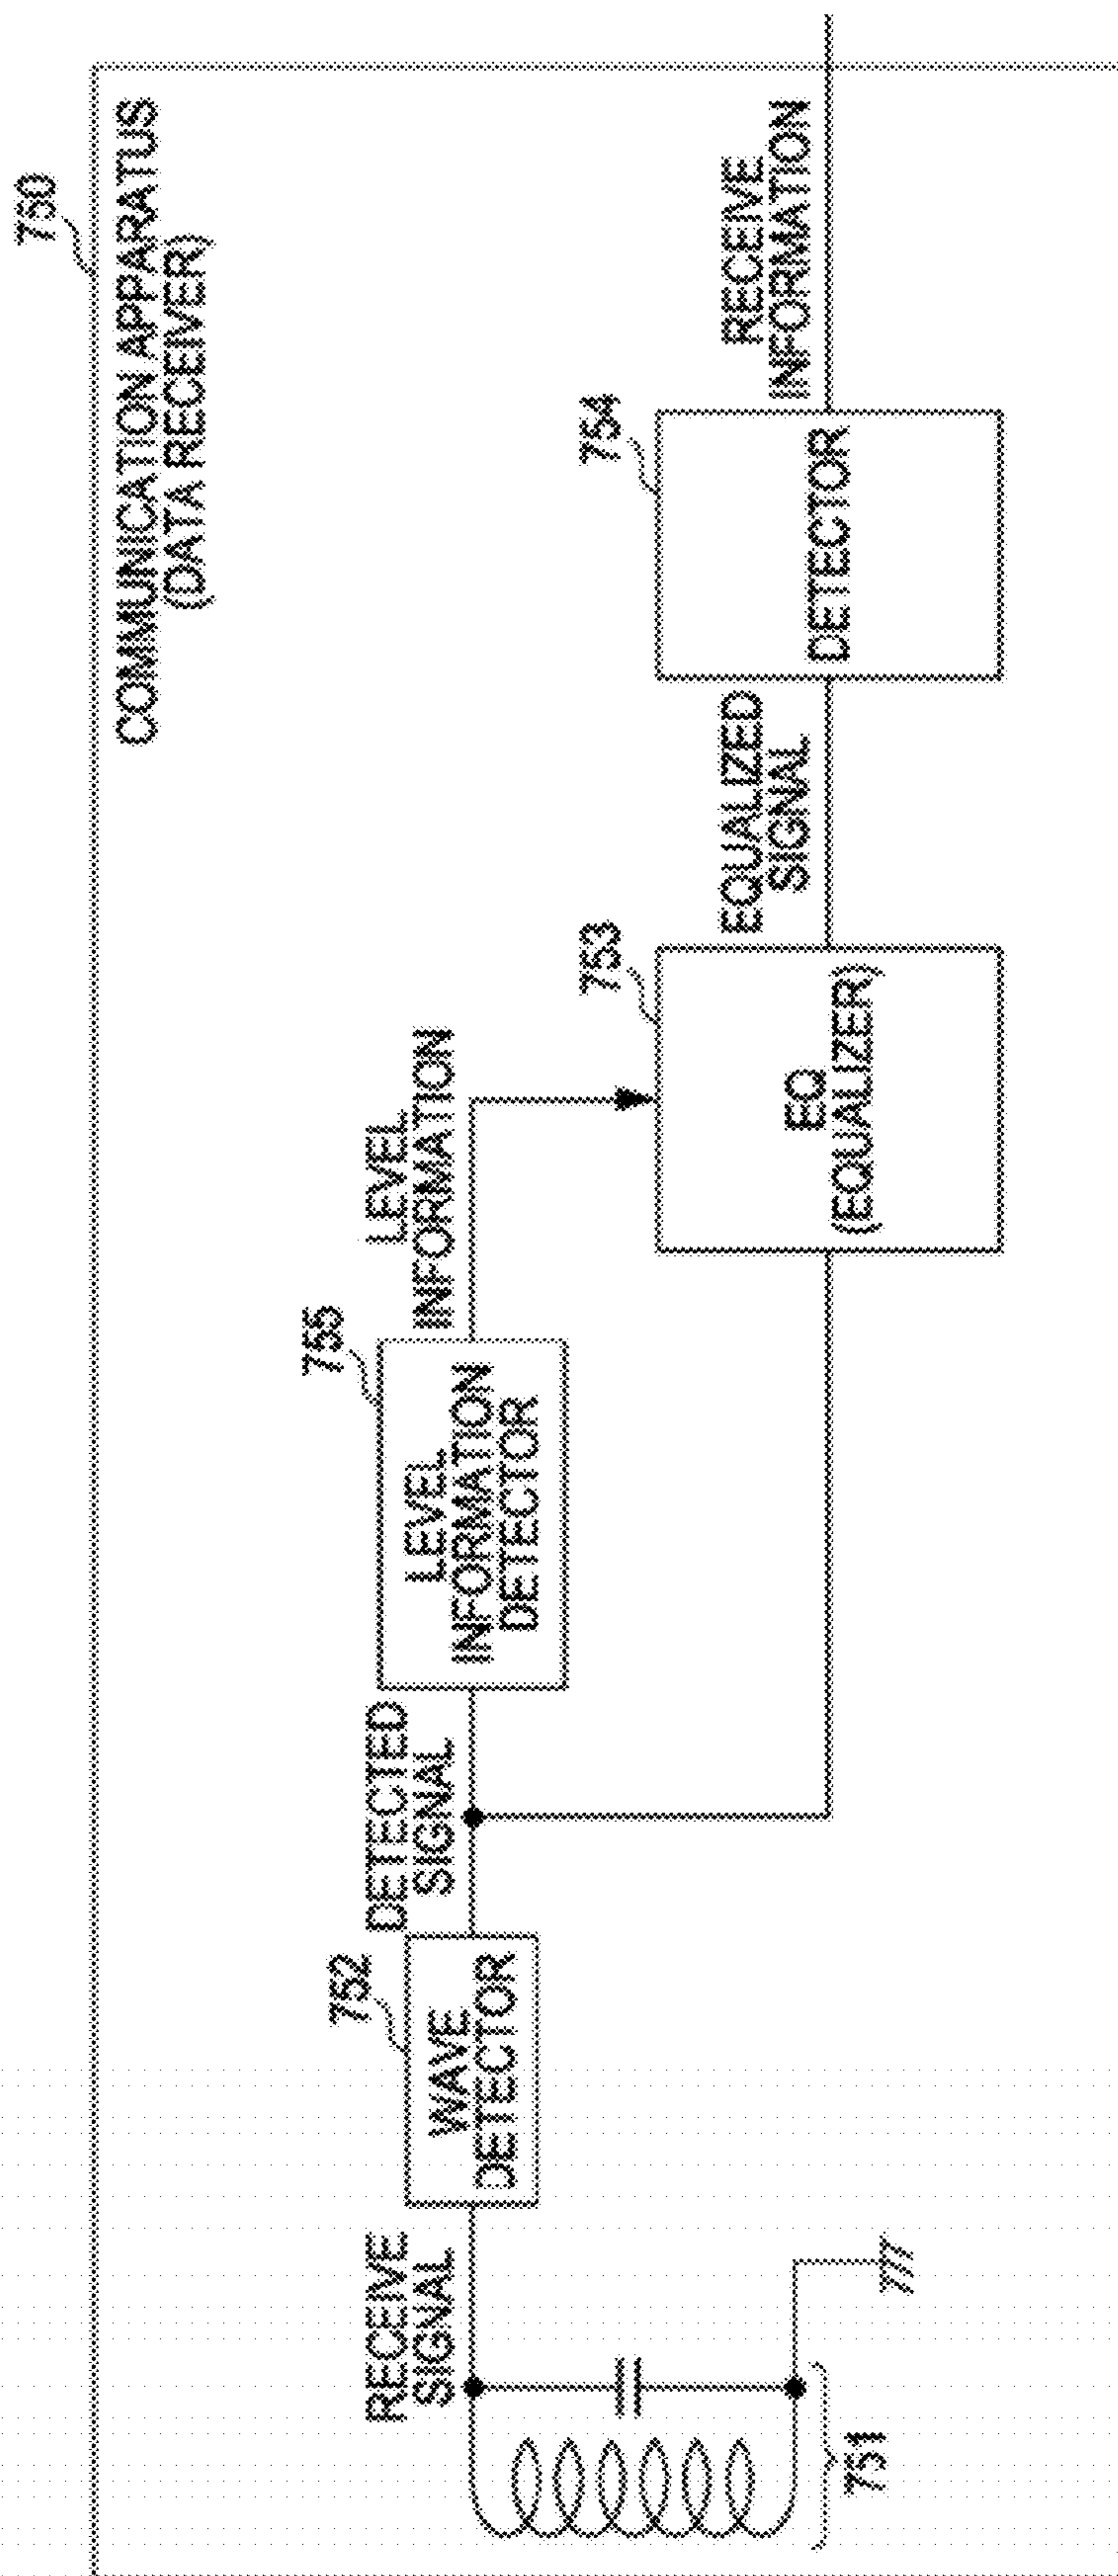 750
COMMUNICATION APPARATUS
(DATA RECEIVER)
RECEIVE
SIGNAL
752
WAVE
DETECTOR
DETECTED
SIGNAL
755
LEVEL
INFORMATION
DETECTOR
LEVEL
INFORMATION
753
EQ
(EQUALIZER)
EQUALIZED
SIGNAL
754
DETECTOR
RECEIVE
INFORMATION
751